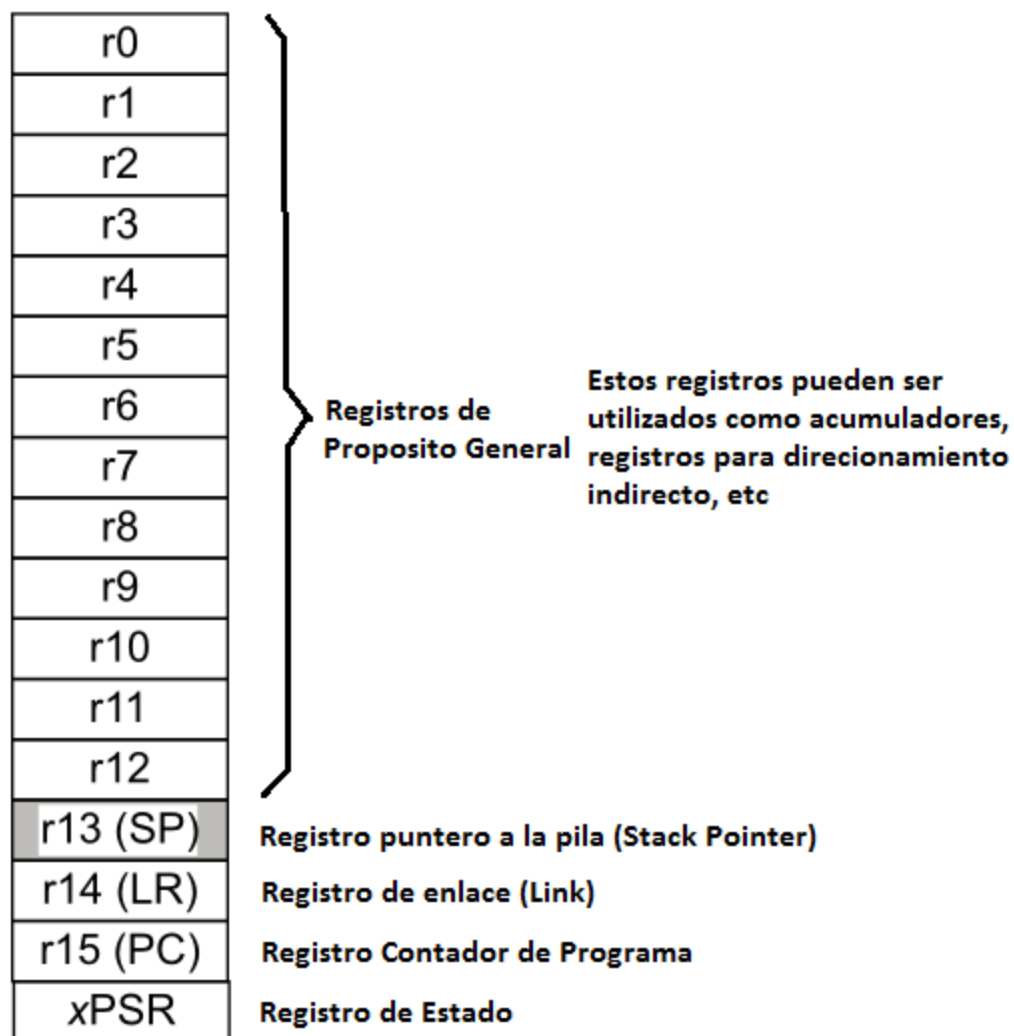 r0
r1
r2
r3
r4
r5
r6
r7
r8
r9
r10
r11
r12
Registros de
Proposito General
Estos registros pueden ser
utilizados como acumuladores,
registros para direcionamiento
indirecto, etc
r13 (SP) Registro puntero a la pila (Stack Pointer)
r14 (LR) Registro de enlace (Link)
r15 (PC) Registro Contador de Programa
xPSR Registro de Estado